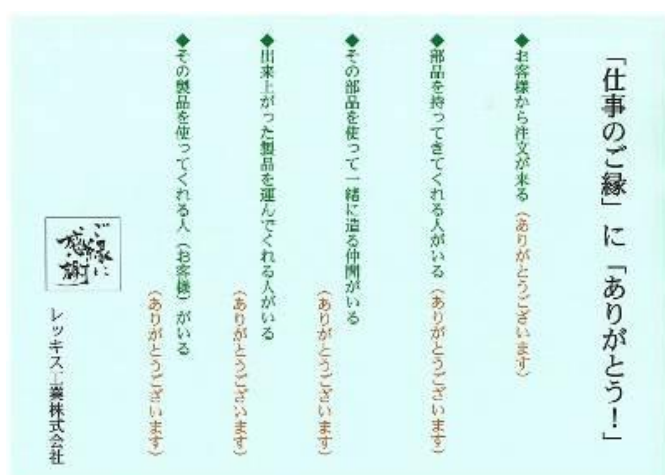 「仕事のご縁」に「ありがとう！」
◆お客様から注文が来る（ありがとうございます）
◆部品を持ってきてくれる人がいる（ありがとうございます）
◆その部品を使って一緒に造る仲間がいる
（ありがとうございます）
◆出来上がった製品を運んでくれる人がいる
（ありがとうございます）
◆その製品を使ってくれる人（お客様）がいる
（ありがとうございます）
ご縁に
感謝
レッキス工業株式会社